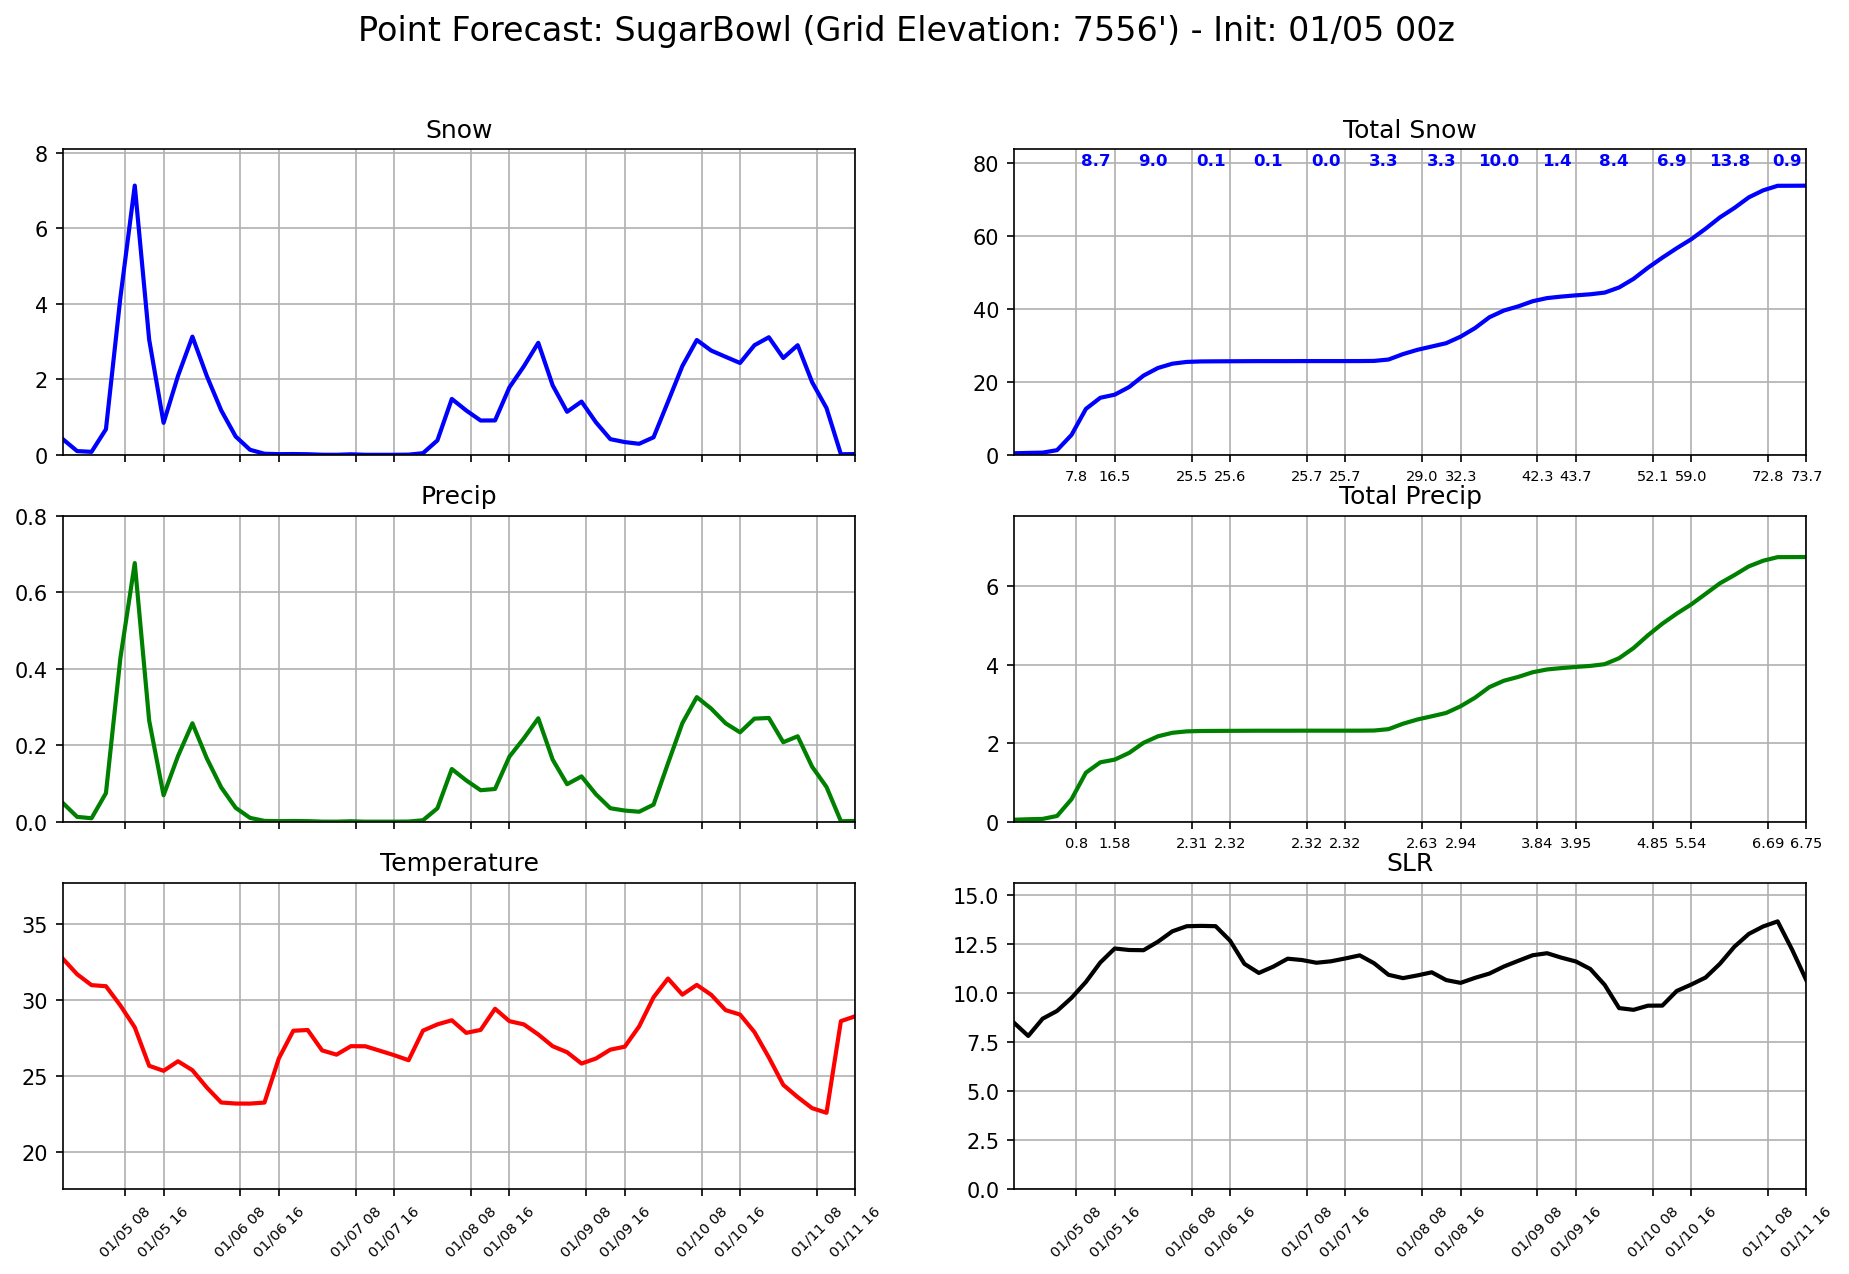 Point Forecast: SugarBowl (Grid Elevation: 7556') - Init: 01/05 00z
Snow
8
6
4
2
0
Total Snow
8.7 9.0 0.1 0.1 0.0 3.3 3.3 10.0 1.4 8.4 6.9 13.8 0.9
80
60
40
20
0
7.8 16.5 25.5 25.6 25.7 25.7 29.0 32.3 42.3 43.7 52.1 59.0 72.8 73.7
Precip
0.8
0.6
0.4
0.2
0.0
Total Precip
6
4
2
0
0.8 1.58 2.31 2.32 2.32 2.32 2.63 2.94 3.84 3.95 4.85 5.54 6.69 6.75
Temperature
35
30
25
20
01/05 08 01/05 16 01/06 08 01/06 16 01/07 08 01/07 16 01/08 08 01/08 16 01/09 08 01/09 16 01/10 08 01/10 16 01/11 08 01/11 16
SLR
15.0
12.5
10.0
7.5
5.0
2.5
0.0
01/05 08 01/05 16 01/06 08 01/06 16 01/07 08 01/07 16 01/08 08 01/08 16 01/09 08 01/09 16 01/10 08 01/10 16 01/11 08 01/11 16